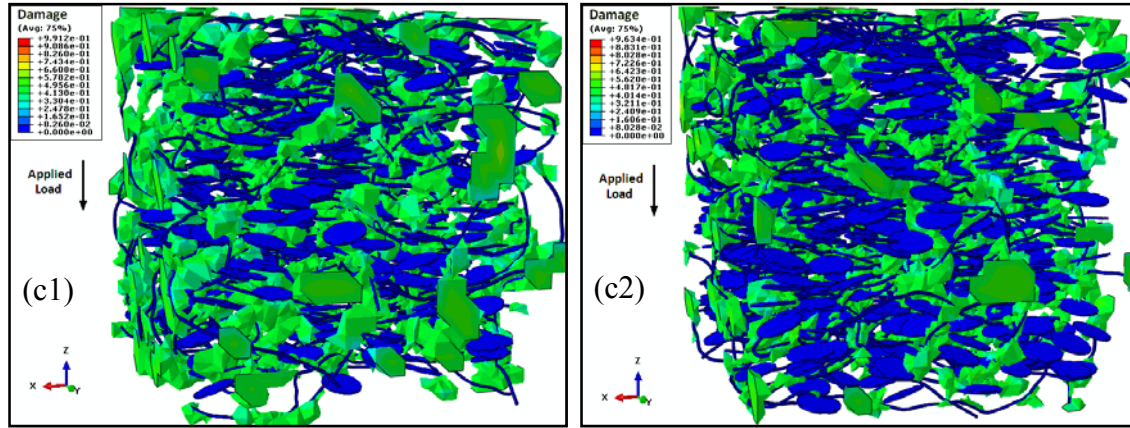 Damage
(Avg: 75%)
+9.912e-01
+9.086e-01
+8.260e-01
+7.434e-01
+6.608e-01
+5.782e-01
+4.956e-01
+4.130e-01
+3.304e-01
+2.478e-01
+1.652e-01
+8.260e-02
+0.000e+00
Applied
Load
(c1)
Z
X
Y
Damage
(Avg: 75%)
+9.634e-01
+8.831e-01
+8.028e-01
+7.226e-01
+6.423e-01
+5.620e-01
+4.817e-01
+4.014e-01
+3.211e-01
+2.409e-01
+1.606e-01
+8.028e-02
+0.000e+00
Applied
Load
(c2)
Z
X
Y